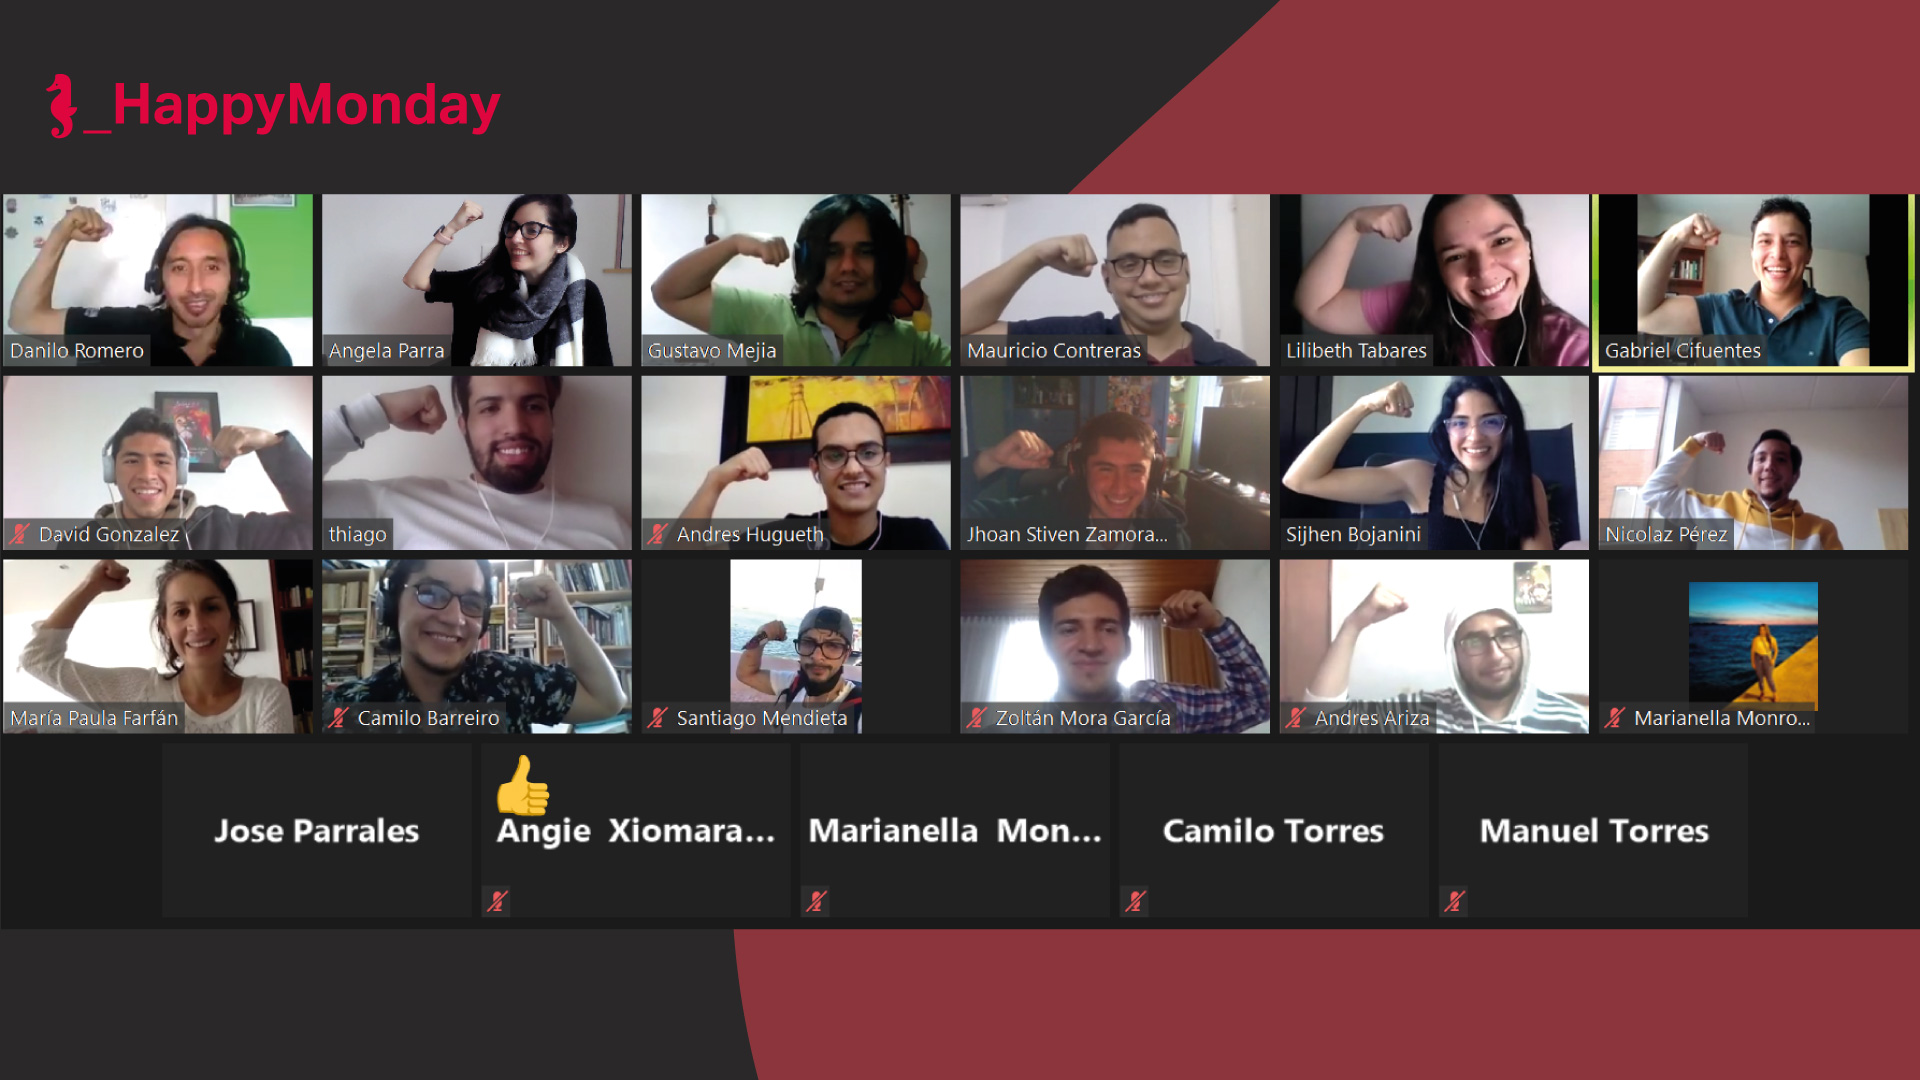 _HappyMonday
Danilo Romero
Angela Parra
Gustavo Mejia
Mauricio Contreras
Lilibeth Tabares
Gabriel Cifuentes
David Gonzalez
thiago
Andres Hugueth
Jhoan Stiven Zamora...
Sijhen Bojanini
Nicolaz Pérez
María Paula Farfán
Camilo Barreiro
Santiago Mendieta
Zoltán Mora García
Andres Ariza
Marianella Monro...
Jose Parrales
Angie Xiomara...
Marianella Mon...
Camilo Torres
Manuel Torres